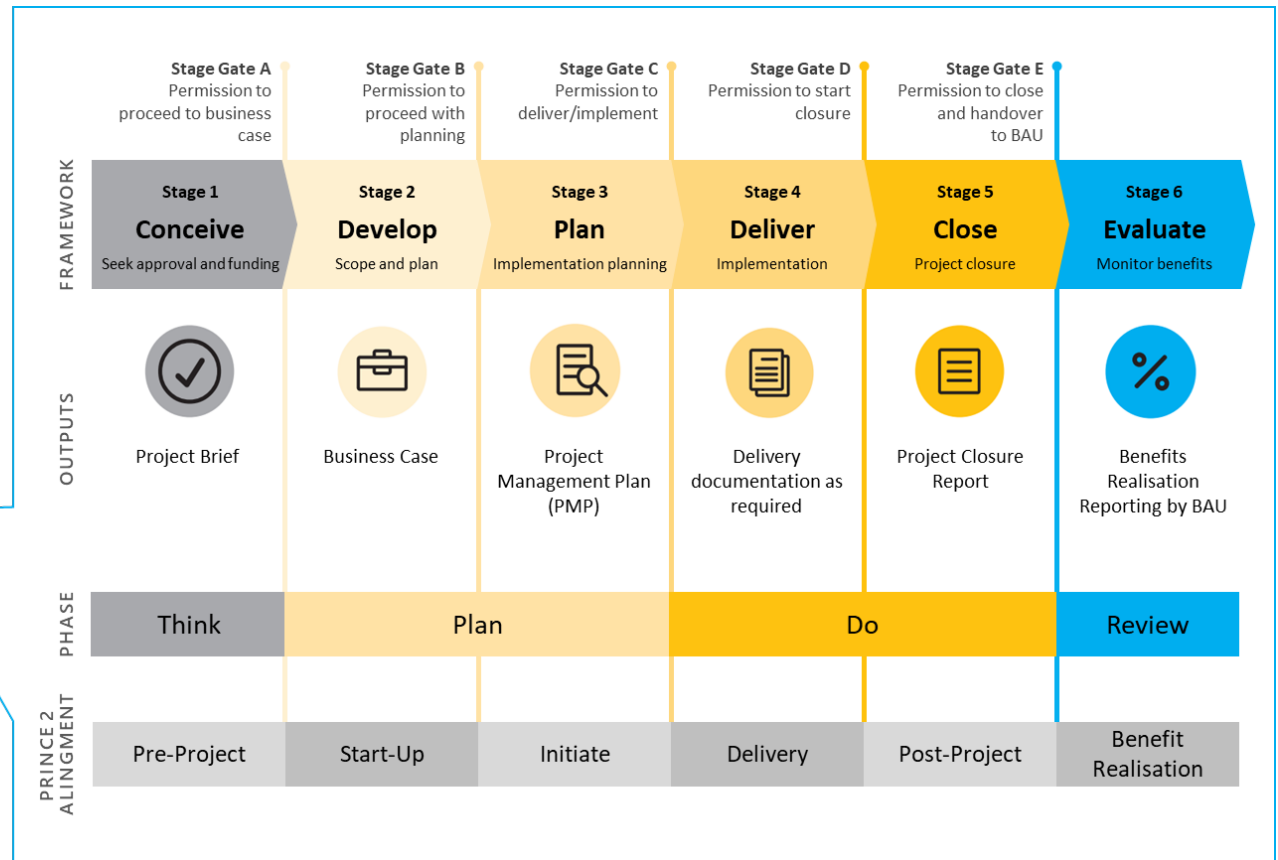 Stage Gate A
Permission to
proceed to business
case
Stage Gate B
Permission to
proceed with
planning
Stage Gate C
Permission to
deliver/implement
Stage Gate D
Permission to start
closure
Stage Gate E
Permission to close
and handover
to BAU
FRAMEWORK
Stage 1
Conceive
Seek approval and funding
Stage 2
Develop
Scope and plan
Stage 3
Plan
Implementation planning
Stage 4
Deliver
Implementation
Stage 5
Close
Project closure
Stage 6
Evaluate
Monitor benefits
OUTPUTS
Project Brief
Business Case
Project
Management Plan
(PMP)
Delivery
documentation as
required
Project Closure
Report
%
Benefits
Realisation
Reporting by BAU
PHASE
Think
Plan
Do
Review
PRINCE 2
ALINGMENT
Pre-Project
Start-Up
Initiate
Delivery
Post-Project
Benefit
Realisation